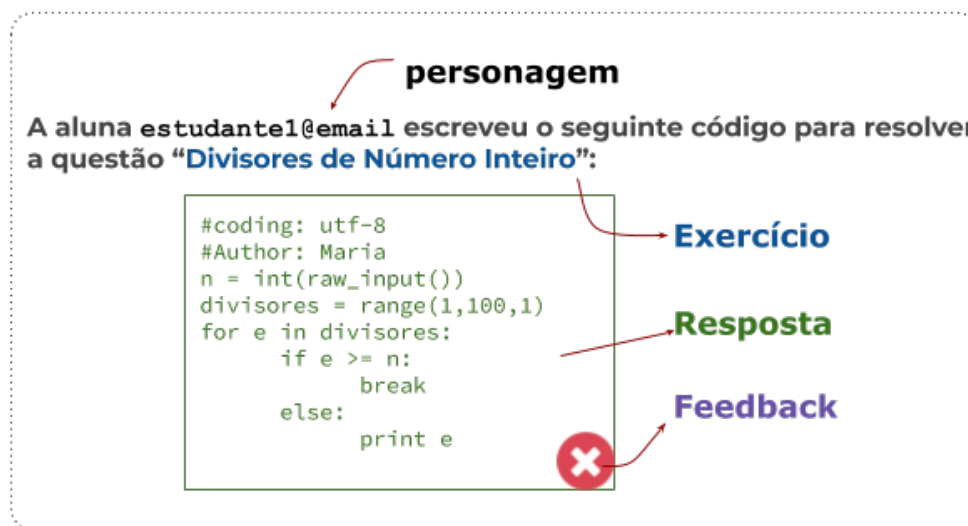 personagem
A aluna estudante1@email escreveu o seguinte código para resolver
a questão “Divisores de Número Inteiro”:
#coding: utf-8
#Author: Maria
n = int(raw_input())
divisores = range(1,100,1)
for e in divisores:
if e >= n:
break
else:
print e
Exercício
Resposta
Feedback